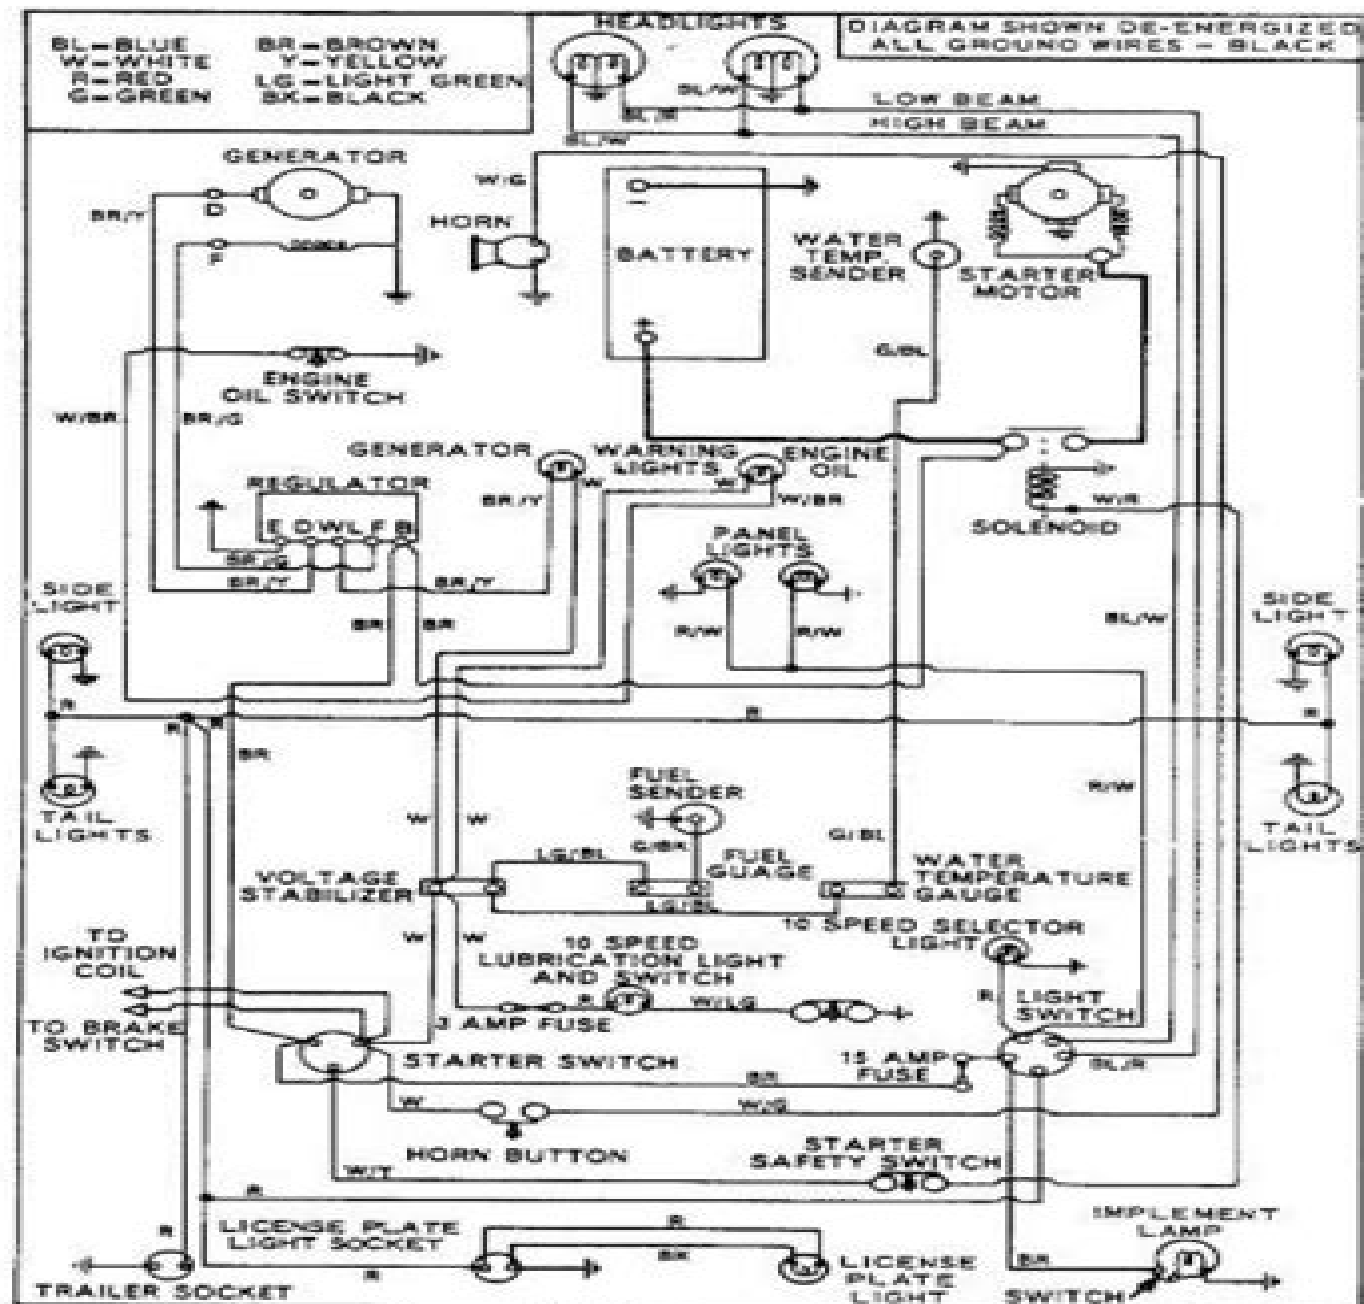 BL-BLUE BR-BROWN
W-WHITE Y-YELLOW
R-RED LG-LIGHT GREEN
G-GREEN BK-BLACK
HEADLIGHTS
DIAGRAM SHOWN DE-ENERGIZED
ALL GROUND WIRES - BLACK
BL/W
BL/R
BL/W
LOW BEAM
HIGH BEAM
GENERATOR
D
F
BR/Y
W/G
HORN
BATTERY
-
+
WATER
TEMP.
SENDER
STARTER
MOTOR
G/BL
ENGINE
OIL SWITCH
W/BR
BR/G
GENERATOR
WARNING
LIGHTS
ENGINE
OIL
W
W
BR/Y
W/BR
REGULATOR
E D WL F B
BR/G
BR/Y
BR/Y
W/R
SOLENOID
PANEL
LIGHTS
SIDE
LIGHT
BR
BR
R/W
R/W
BL/W
SIDE
LIGHT
R
R
R
R
R
BR
TAIL
LIGHTS
FUEL
SENDER
R/W
TAIL
LIGHTS
W
W
LG/BL
G/BK
FUEL
GUAGE
G/BL
WATER
TEMPERATURE
GAUGE
VOLTAGE
STABILIZER
LG/BL
TO
IGNITION
COIL
W
W
10 SPEED
LUBRICATION LIGHT
AND SWITCH
10 SPEED SELECTOR
LIGHT
R
W/LG
R
LIGHT
SWITCH
TO BRAKE
SWITCH
3 AMP FUSE
STARTER SWITCH
15 AMP
FUSE
BL/R
BR
W
W/G
HORN BUTTON
STARTER
SAFETY SWITCH
W/Y
R
R
LICENSE PLATE
LIGHT SOCKET
R
BK
IMPLEMENT
LAMP
BR
TRAILER SOCKET
R
LICENSE
PLATE
LIGHT
SWITCH